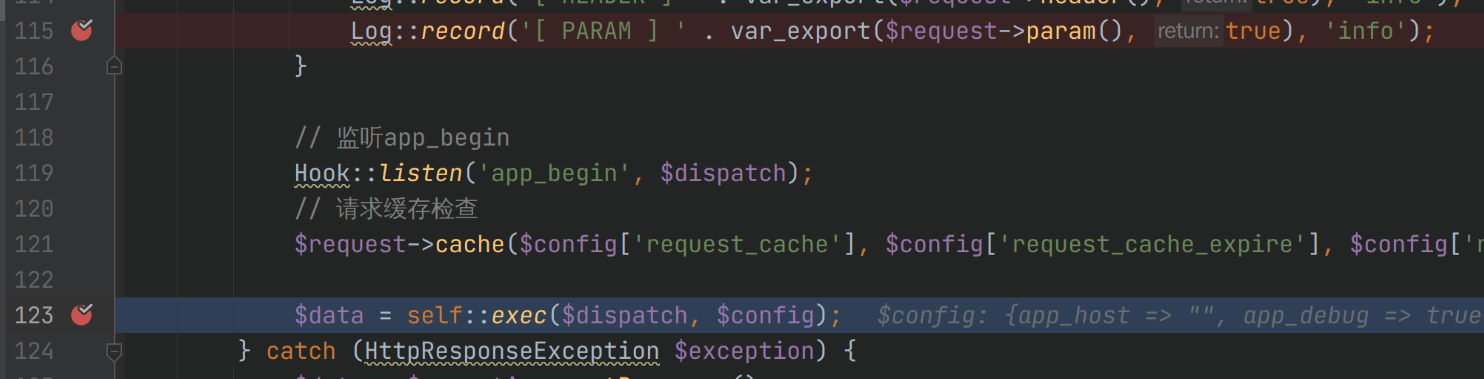 114 Log::record('[ HEADER ] ' . var_export($request->header(), return: true), 'info');
115 Log::record('[ PARAM ] ' . var_export($request->param(), return: true), 'info');
116 }
117
118 // 监听app_begin
119 Hook::listen('app_begin', $dispatch);
120 // 请求缓存检查
121 $request->cache($config['request_cache'], $config['request_cache_expire'], $config['r
122
123 $data = self::exec($dispatch, $config); $config: {app_host => "", app_debug => true
124 } catch (HttpResponseException $exception) {